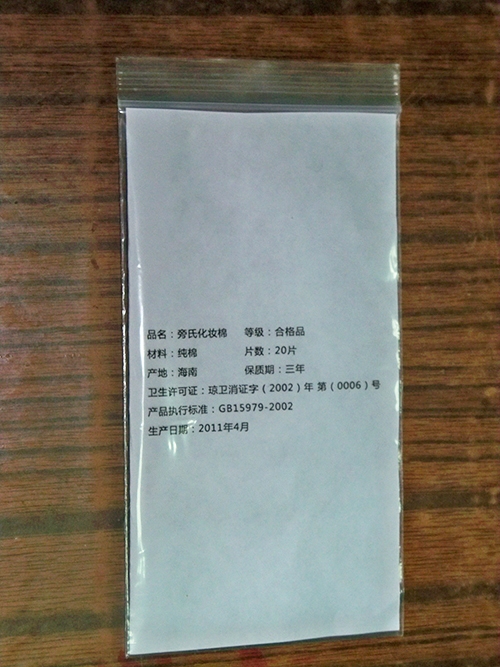 品名：旁氏化妆棉 等级：合格品
材料：纯棉 片数：20片
产地：海南 保质期：三年
卫生许可证：琼卫消证字（2002）年 第（0006）号
产品执行标准：GB15979-2002
生产日期：2011年4月